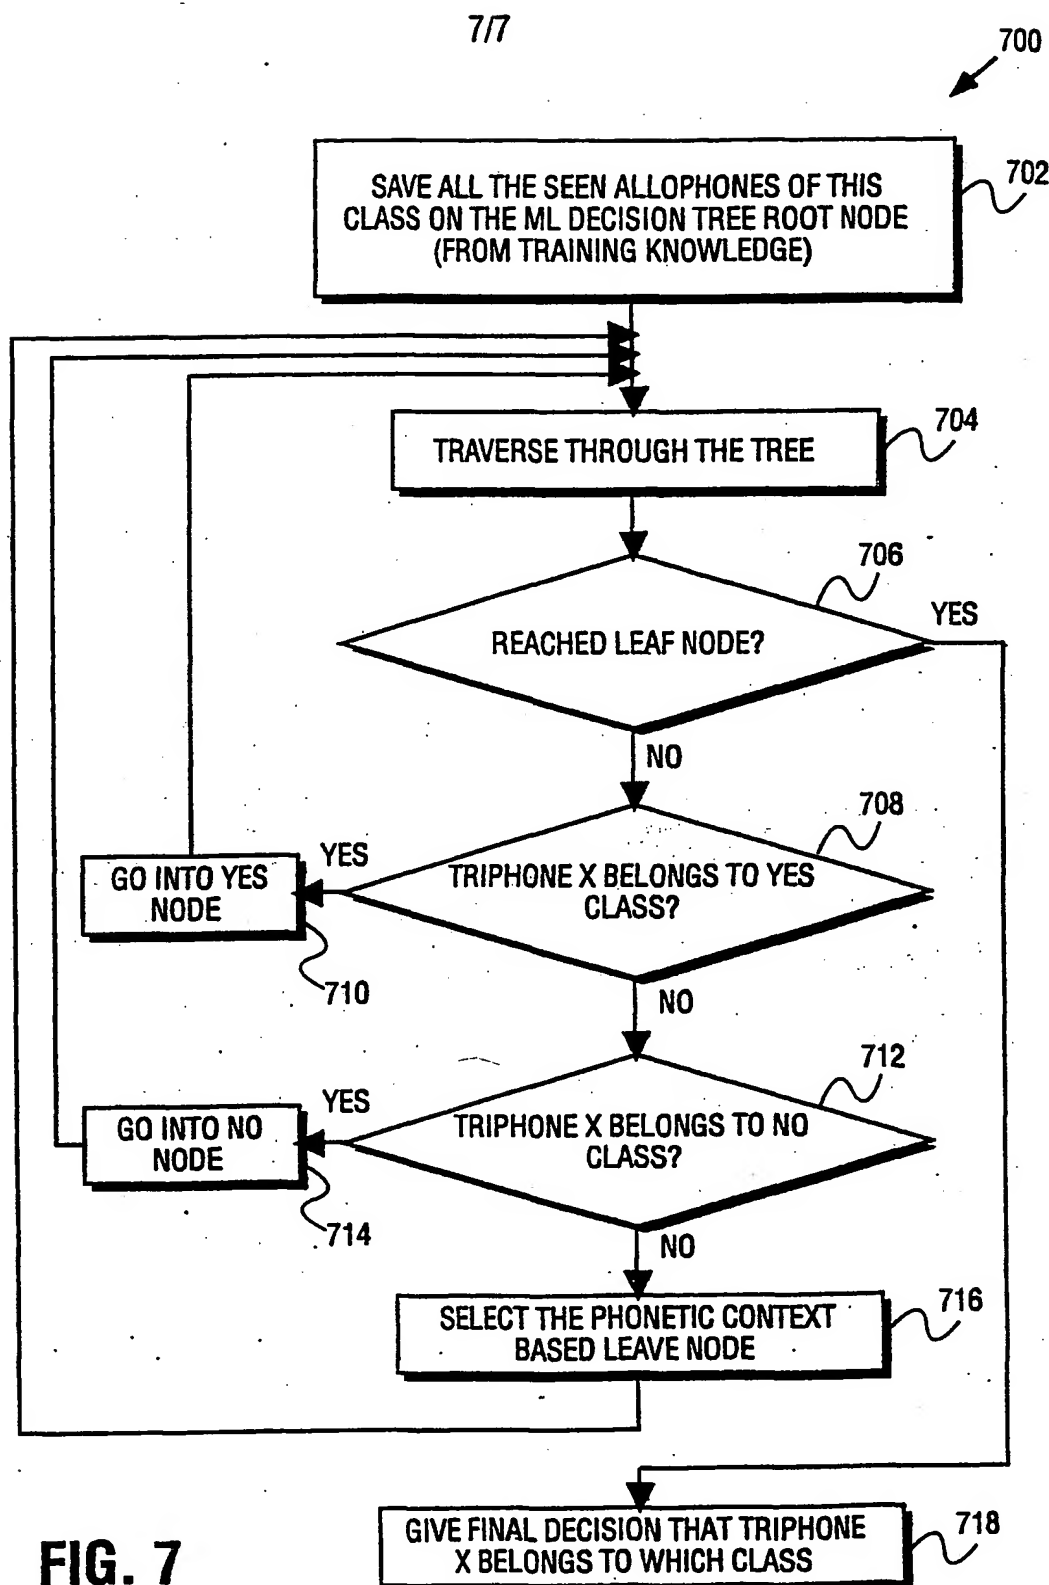 7/7
700
SAVE ALL THE SEEN ALLOPHONES OF THIS
CLASS ON THE ML DECISION TREE ROOT NODE
(FROM TRAINING KNOWLEDGE)
702
TRAVERSE THROUGH THE TREE
704
706
REACHED LEAF NODE?
YES
NO
708
TRIPHONE X BELONGS TO YES
CLASS?
YES
GO INTO YES
NODE
710
NO
712
TRIPHONE X BELONGS TO NO
CLASS?
YES
GO INTO NO
NODE
714
NO
SELECT THE PHONETIC CONTEXT
BASED LEAVE NODE
716
GIVE FINAL DECISION THAT TRIPHONE
X BELONGS TO WHICH CLASS
718
FIG. 7